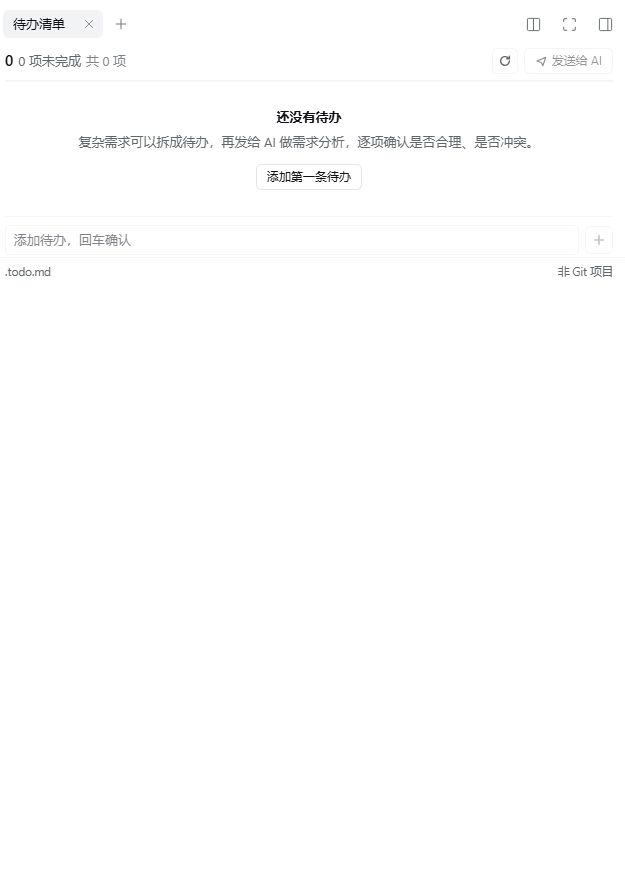 待办清单
0 0 项未完成 共 0 项
发送给 AI
还没有待办
复杂需求可以拆成待办，再发给 AI 做需求分析，逐项确认是否合理、是否冲突。
添加第一条待办
添加待办，回车确认
.todo.md
非 Git 项目